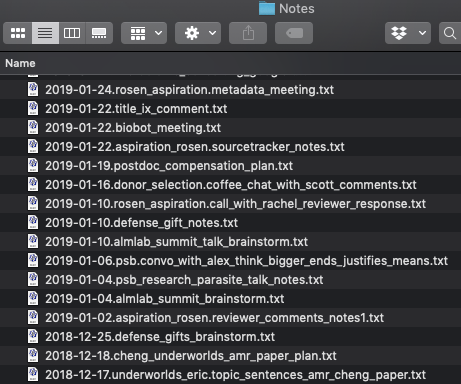 Notes
Name
2019-01-24.rosen_aspiration.metadata_meeting.txt
2019-01-22.title_ix_comment.txt
2019-01-22.biobot_meeting.txt
2019-01-22.aspiration_rosen.sourcetracker_notes.txt
2019-01-19.postdoc_compensation_plan.txt
2019-01-16.donor_selection.coffee_chat_with_scott_comments.txt
2019-01-10.rosen_aspiration.call_with_rachel_reviewer_response.txt
2019-01-10.defense_gift_notes.txt
2019-01-10.almlab_summit_talk_brainstorm.txt
2019-01-06.psb.convo_with_alex_think_bigger_ends_justifies_means.txt
2019-01-04.psb_research_parasite_talk_notes.txt
2019-01-04.almlab_summit_brainstorm.txt
2019-01-02.aspiration_rosen.reviewer_comments_notes1.txt
2018-12-25.defense_gifts_brainstorm.txt
2018-12-18.cheng_underworlds_amr_paper_plan.txt
2018-12-17.underworlds_eric.topic_sentences_amr_cheng_paper.txt